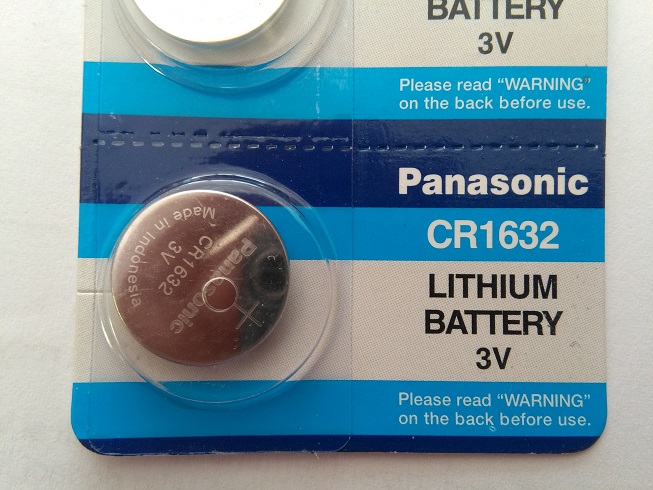 BATTERY
3V
Please read “WARNING”
on the back before use.
Panasonic
CR1632
LITHIUM
BATTERY
3V
Please read “WARNING”
on the back before use.
Panasonic
CR1632
3V
Made in Indonesia
+